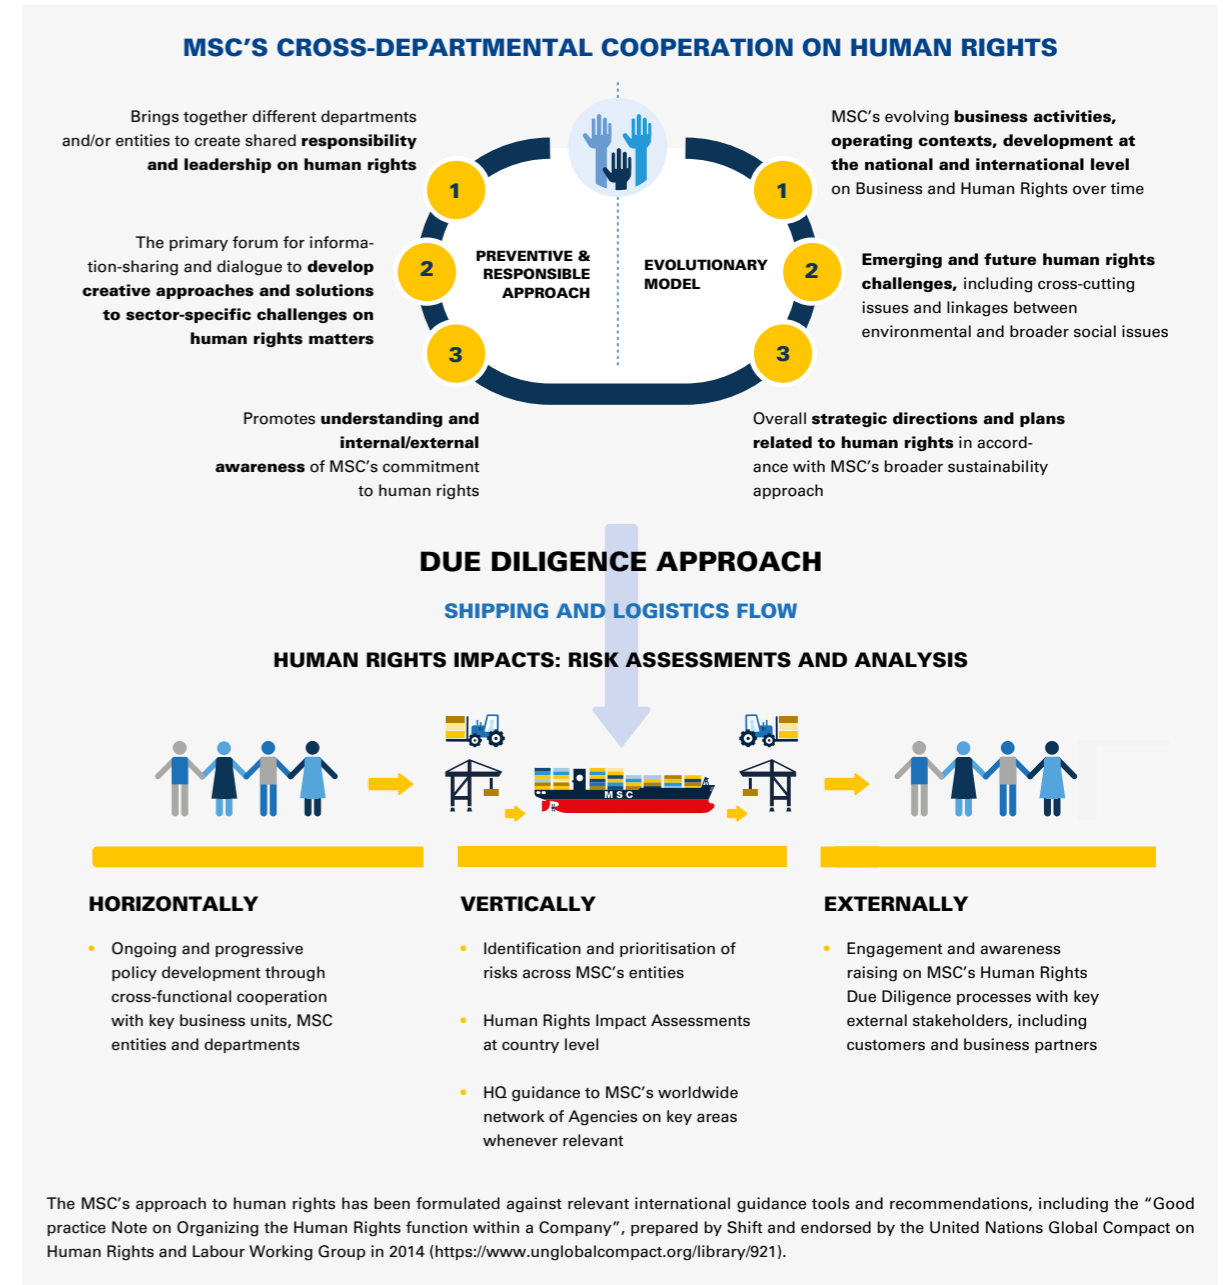 MSC'S CROSS-DEPARTMENTAL COOPERATION ON HUMAN RIGHTS
Brings together different departments
and/or entities to create shared responsibility
and leadership on human rights
1
The primary forum for informa-
tion-sharing and dialogue to develop
creative approaches and solutions
to sector-specific challenges on
human rights matters
2
3
Promotes understanding and
internal/external
awareness of MSC's commitment
to human rights
PREVENTIVE &
RESPONSIBLE
APPROACH
EVOLUTIONARY
MODEL
1
MSC's evolving business activities,
operating contexts, development at
the national and international level
on Business and Human Rights over time
2
Emerging and future human rights
challenges, including cross-cutting
issues and linkages between
environmental and broader social issues
3
Overall strategic directions and plans
related to human rights in accord-
ance with MSC's broader sustainability
approach
DUE DILIGENCE APPROACH
SHIPPING AND LOGISTICS FLOW
HUMAN RIGHTS IMPACTS: RISK ASSESSMENTS AND ANALYSIS
MSC
HORIZONTALLY
• Ongoing and progressive
policy development through
cross-functional cooperation
with key business units, MSC
entities and departments
VERTICALLY
• Identification and prioritisation of
risks across MSC's entities
• Human Rights Impact Assessments
at country level
• HQ guidance to MSC's worldwide
network of Agencies on key areas
whenever relevant
EXTERNALLY
• Engagement and awareness
raising on MSC's Human Rights
Due Diligence processes with key
external stakeholders, including
customers and business partners
The MSC's approach to human rights has been formulated against relevant international guidance tools and recommendations, including the "Good
practice Note on Organizing the Human Rights function within a Company", prepared by Shift and endorsed by the United Nations Global Compact on
Human Rights and Labour Working Group in 2014 (https://www.unglobalcompact.org/library/921).